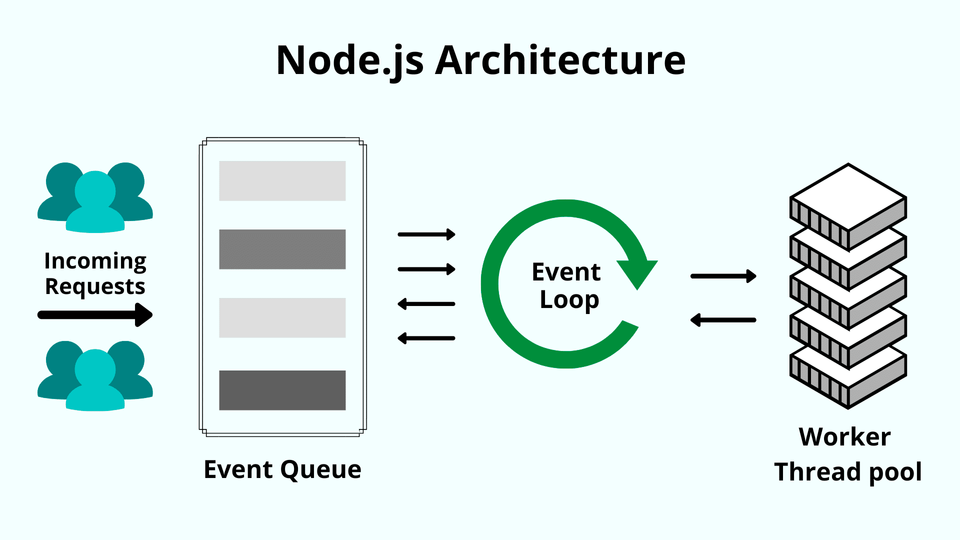 Node.js Architecture
Incoming
Requests
Event Queue
Event
Loop
Worker
Thread pool